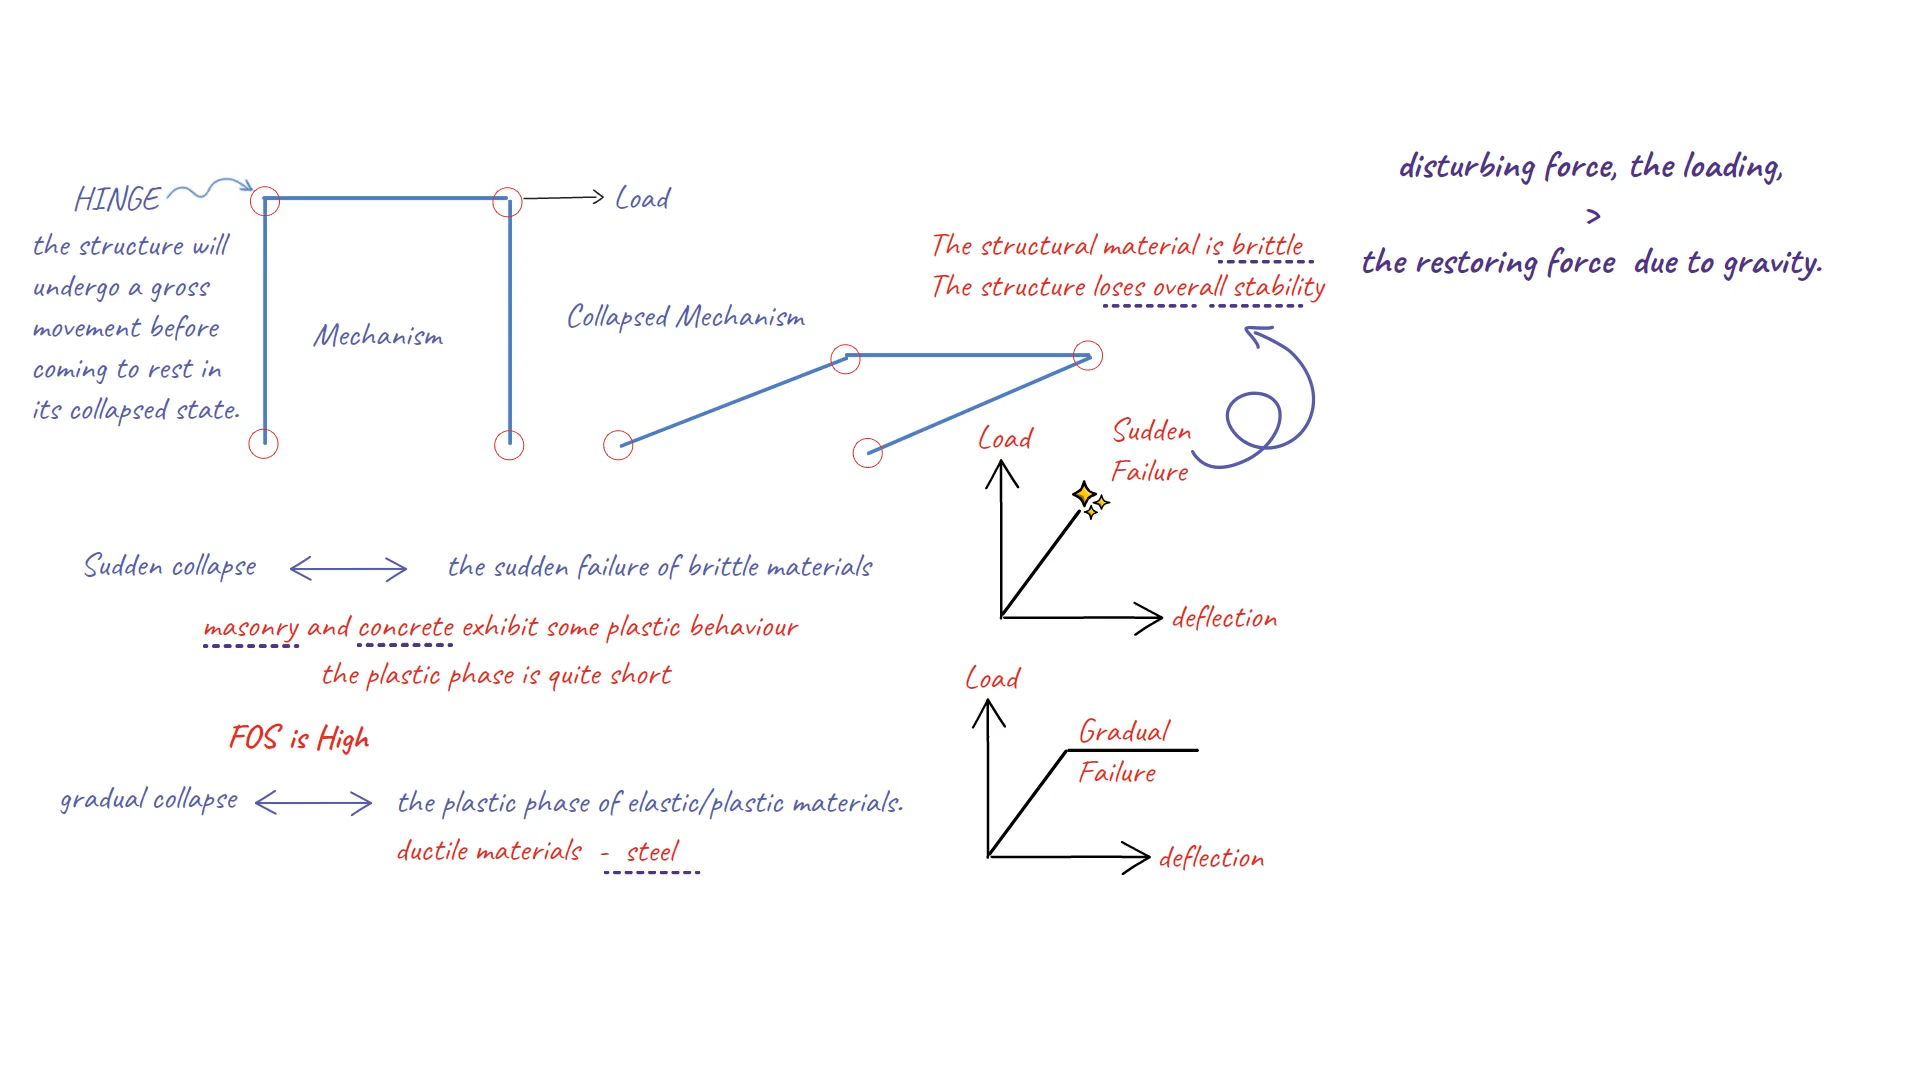 HINGE
the structure will
undergo a gross
movement before
coming to rest in
its collapsed state.
Mechanism
Load
Collapsed Mechanism
The structural material is brittle
The structure loses overall stability
disturbing force, the loading,
>
the restoring force due to gravity.
Load
Sudden
Failure
deflection
Sudden collapse
the sudden failure of brittle materials
masonry and concrete exhibit some plastic behaviour
the plastic phase is quite short
FOS is High
gradual collapse
the plastic phase of elastic/plastic materials.
ductile materials - steel
Load
Gradual
Failure
deflection